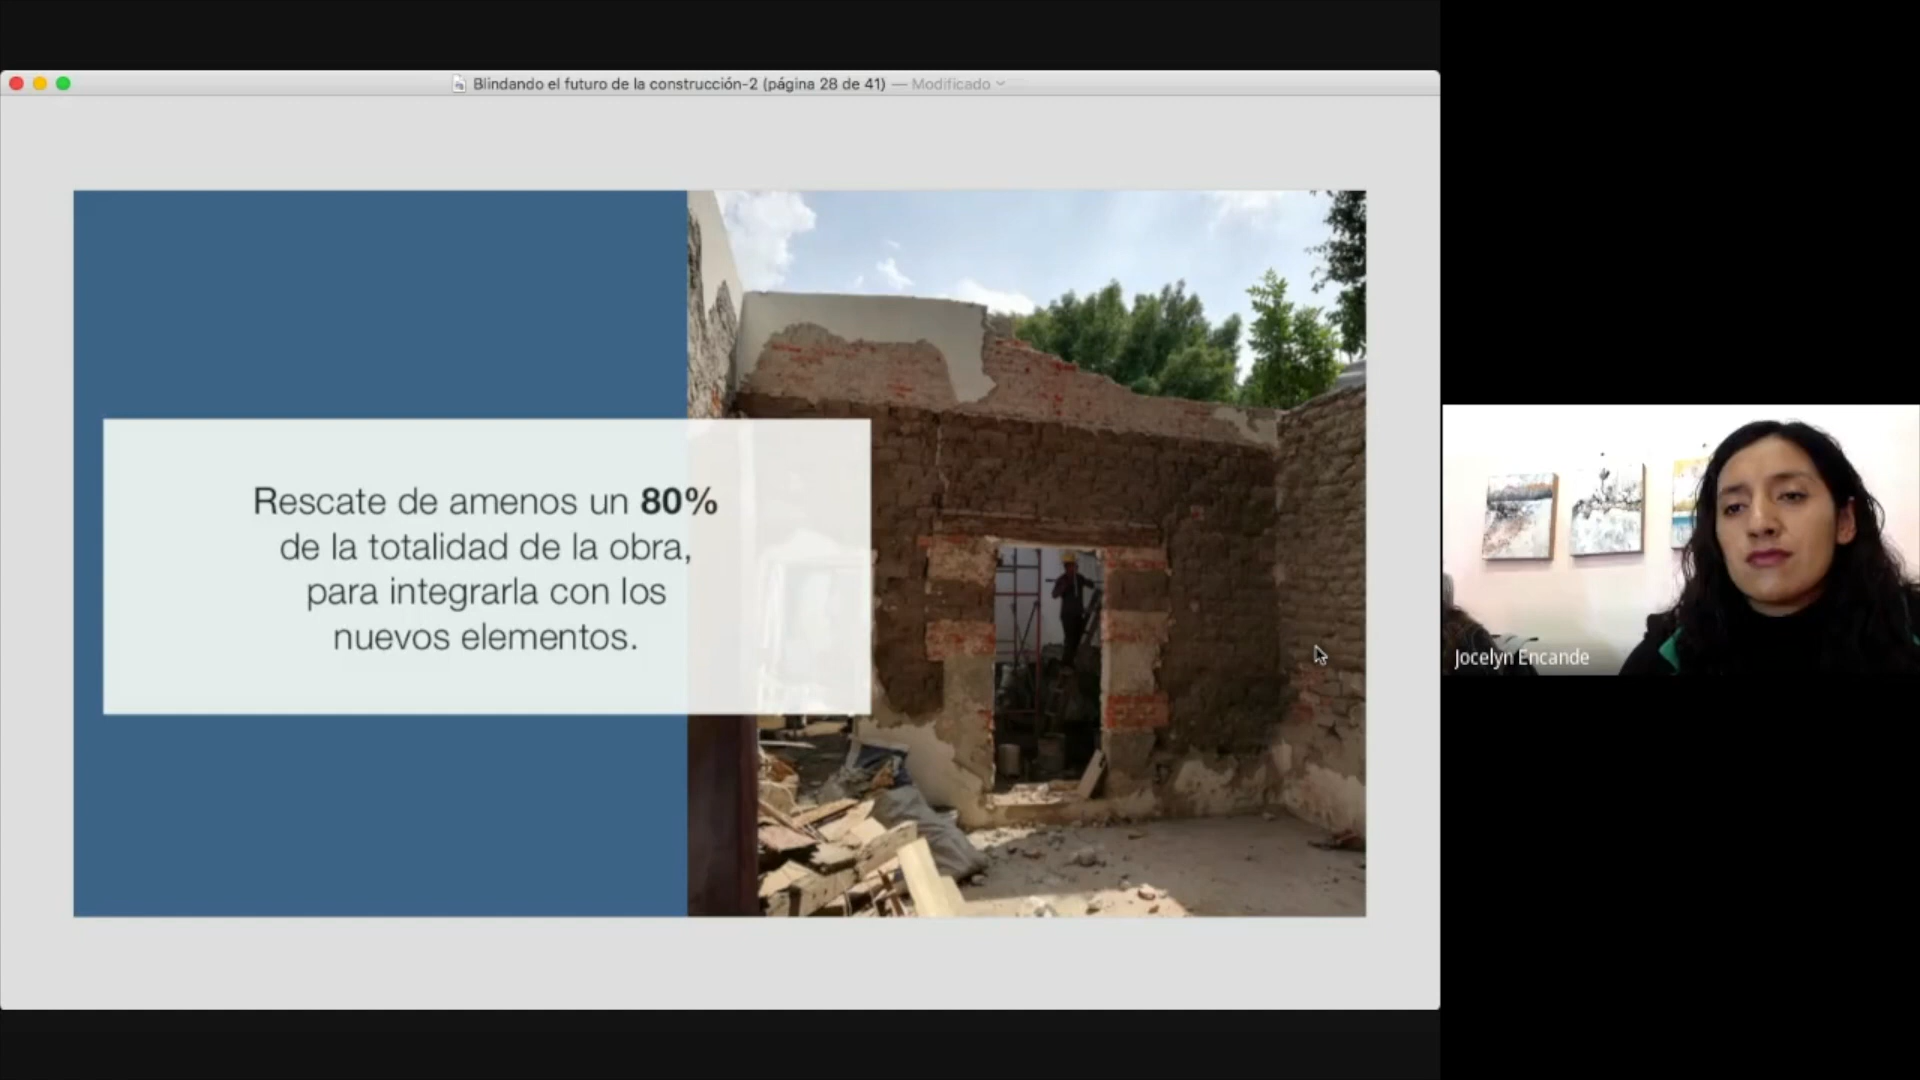 Blindando el futuro de la construcción-2 (página 28 de 41) — Modificado
Rescate de amenos un 80%
de la totalidad de la obra,
para integrarla con los
nuevos elementos.
Jocelyn Encande